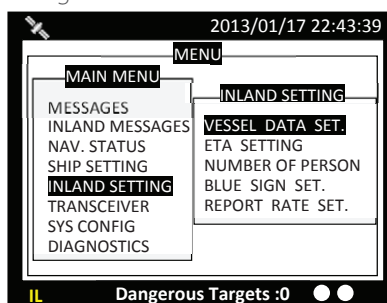 2013/01/17 22:43:39
MENU
MAIN MENU
MESSAGES
INLAND MESSAGES
NAV. STATUS
SHIP SETTING
INLAND SETTING
TRANSCEIVER
SYS CONFIG
DIAGNOSTICS
INLAND SETTING
VESSEL DATA SET.
ETA SETTING
NUMBER OF PERSON
BLUE SIGN SET.
REPORT RATE SET.
IL Dangerous Targets :0